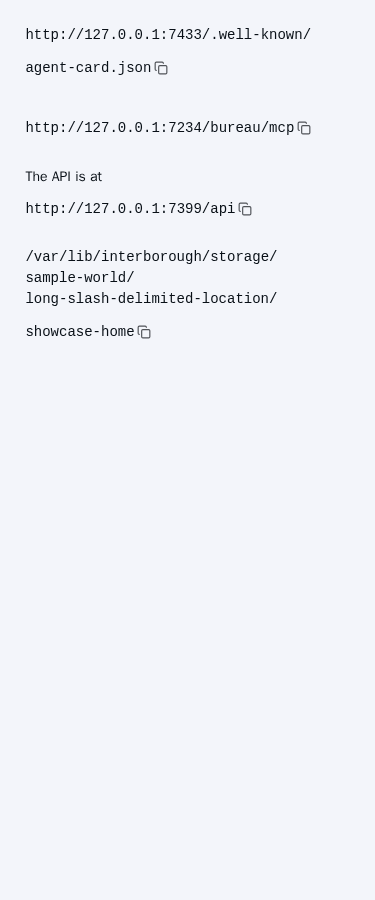 http://127.0.0.1:7433/.well-known/
agent-card.json
http://127.0.0.1:7234/bureau/mcp
The API is at
http://127.0.0.1:7399/api
/var/lib/interborough/storage/
sample-world/
long-slash-delimited-location/
showcase-home